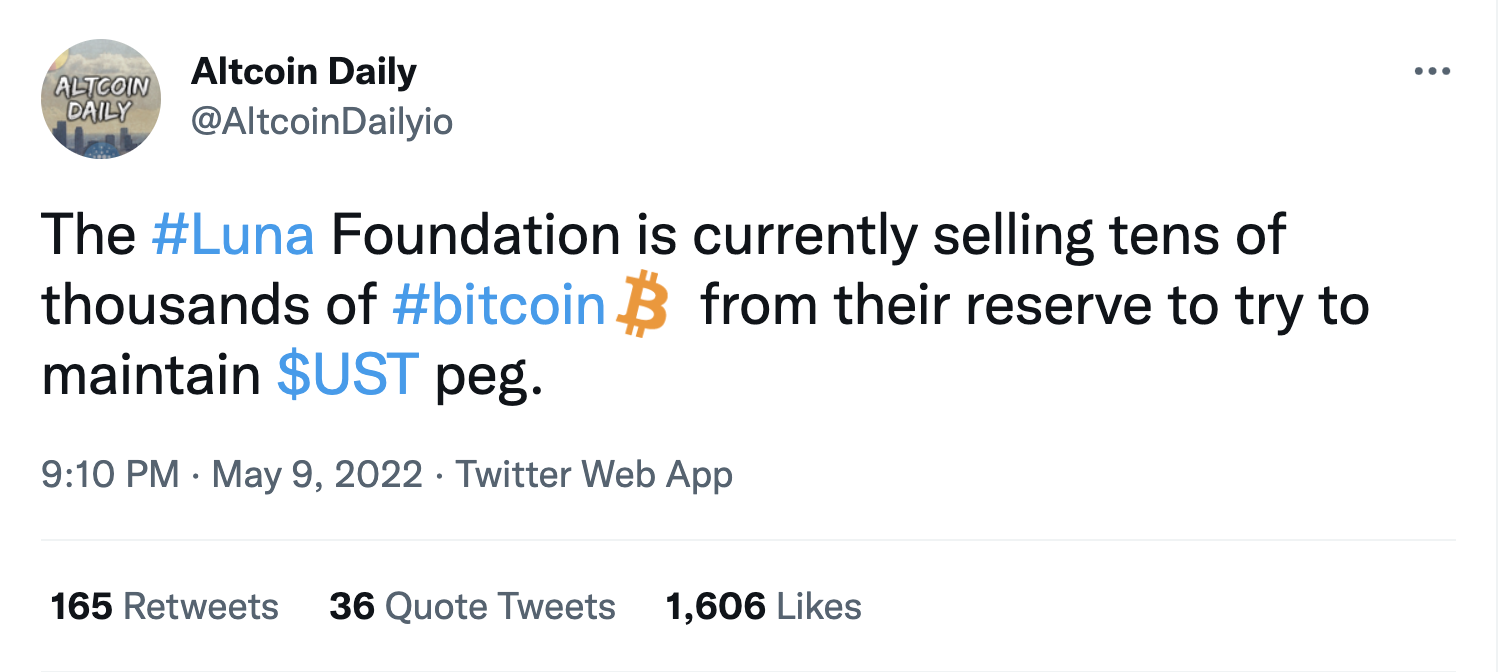 ALTCOIN
DAILY
Altcoin Daily
@AltcoinDailyio
The #Luna Foundation is currently selling tens of
thousands of #bitcoin from their reserve to try to
maintain $UST peg.
9:10 PM · May 9, 2022 · Twitter Web App
165 Retweets 36 Quote Tweets 1,606 Likes